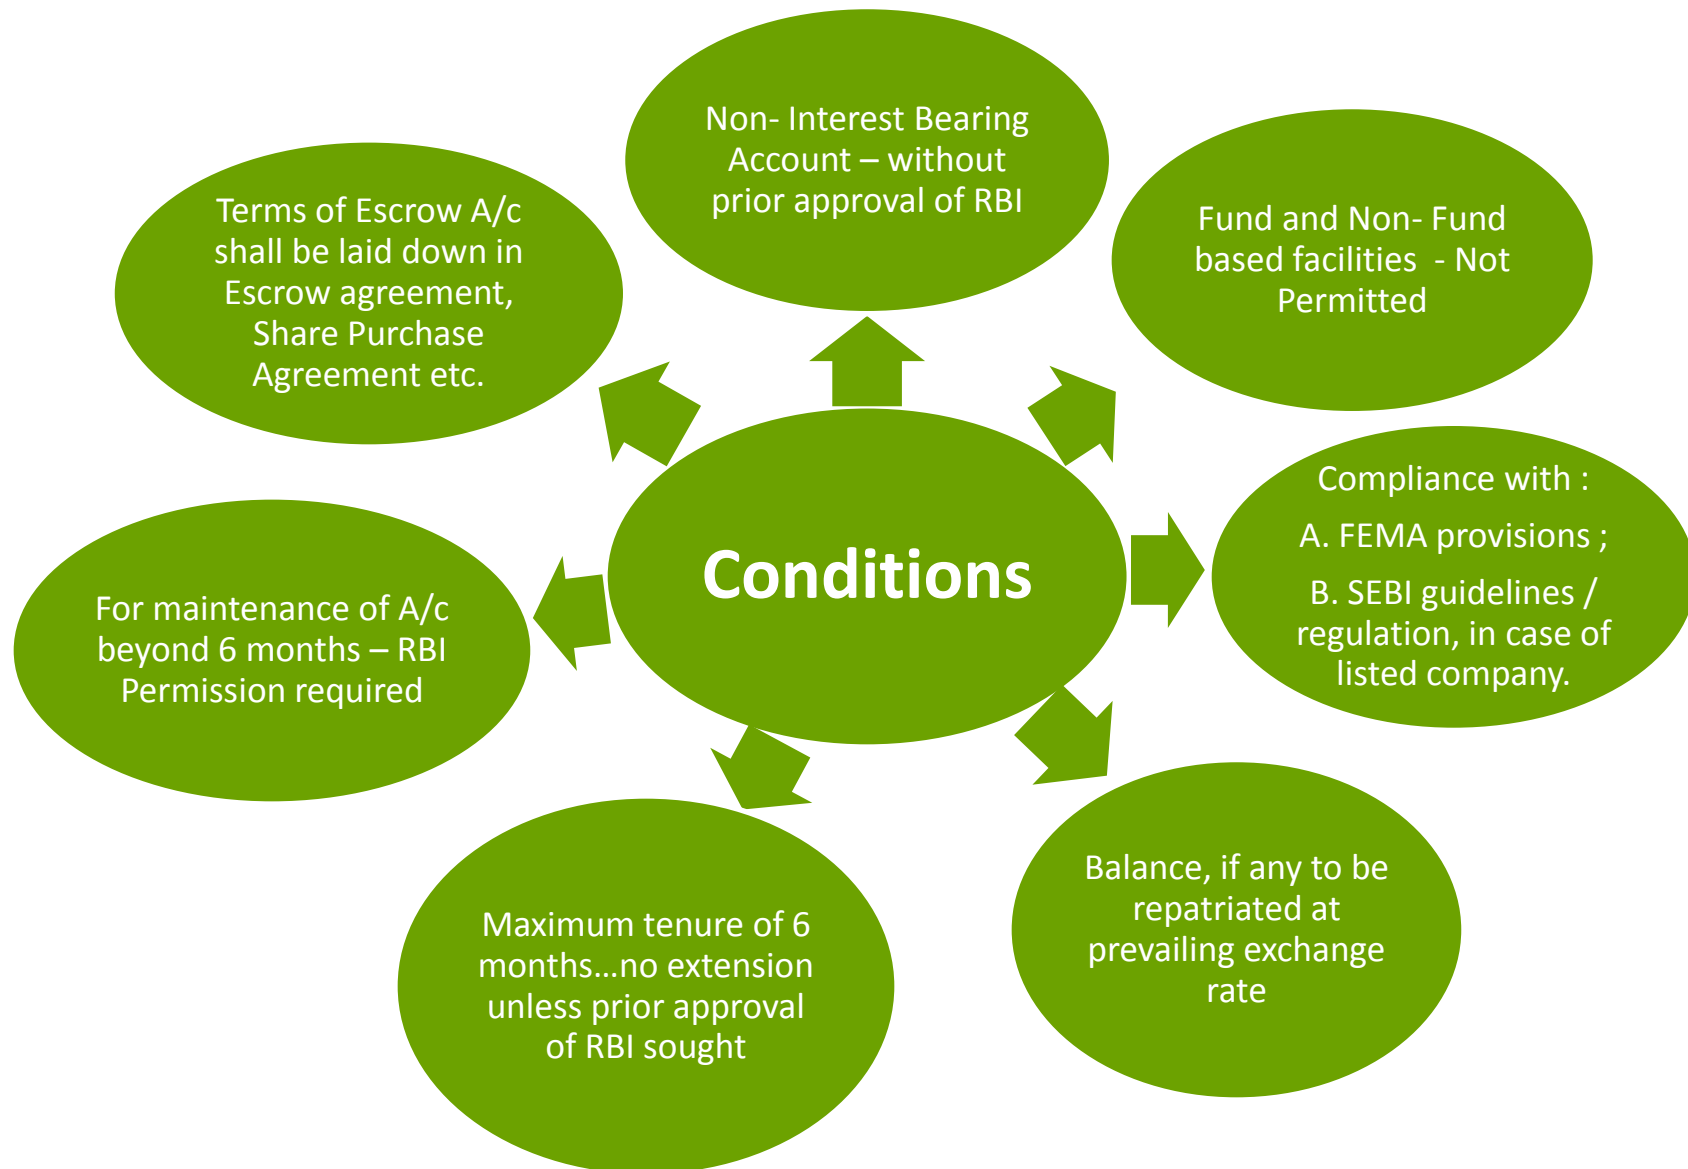 Non- Interest Bearing
Account – without
prior approval of RBI
Fund and Non- Fund
based facilities  - Not
Permitted
Compliance with :
A. FEMA provisions ;
B. SEBI guidelines /
regulation, in case of
listed company.
Balance, if any to be
repatriated at
prevailing exchange
rate
Maximum tenure of 6
months...no extension
unless prior approval
of RBI sought
For maintenance of A/c
beyond 6 months – RBI
Permission required
Terms of Escrow A/c
shall be laid down in
Escrow agreement,
Share Purchase
Agreement etc.
Conditions